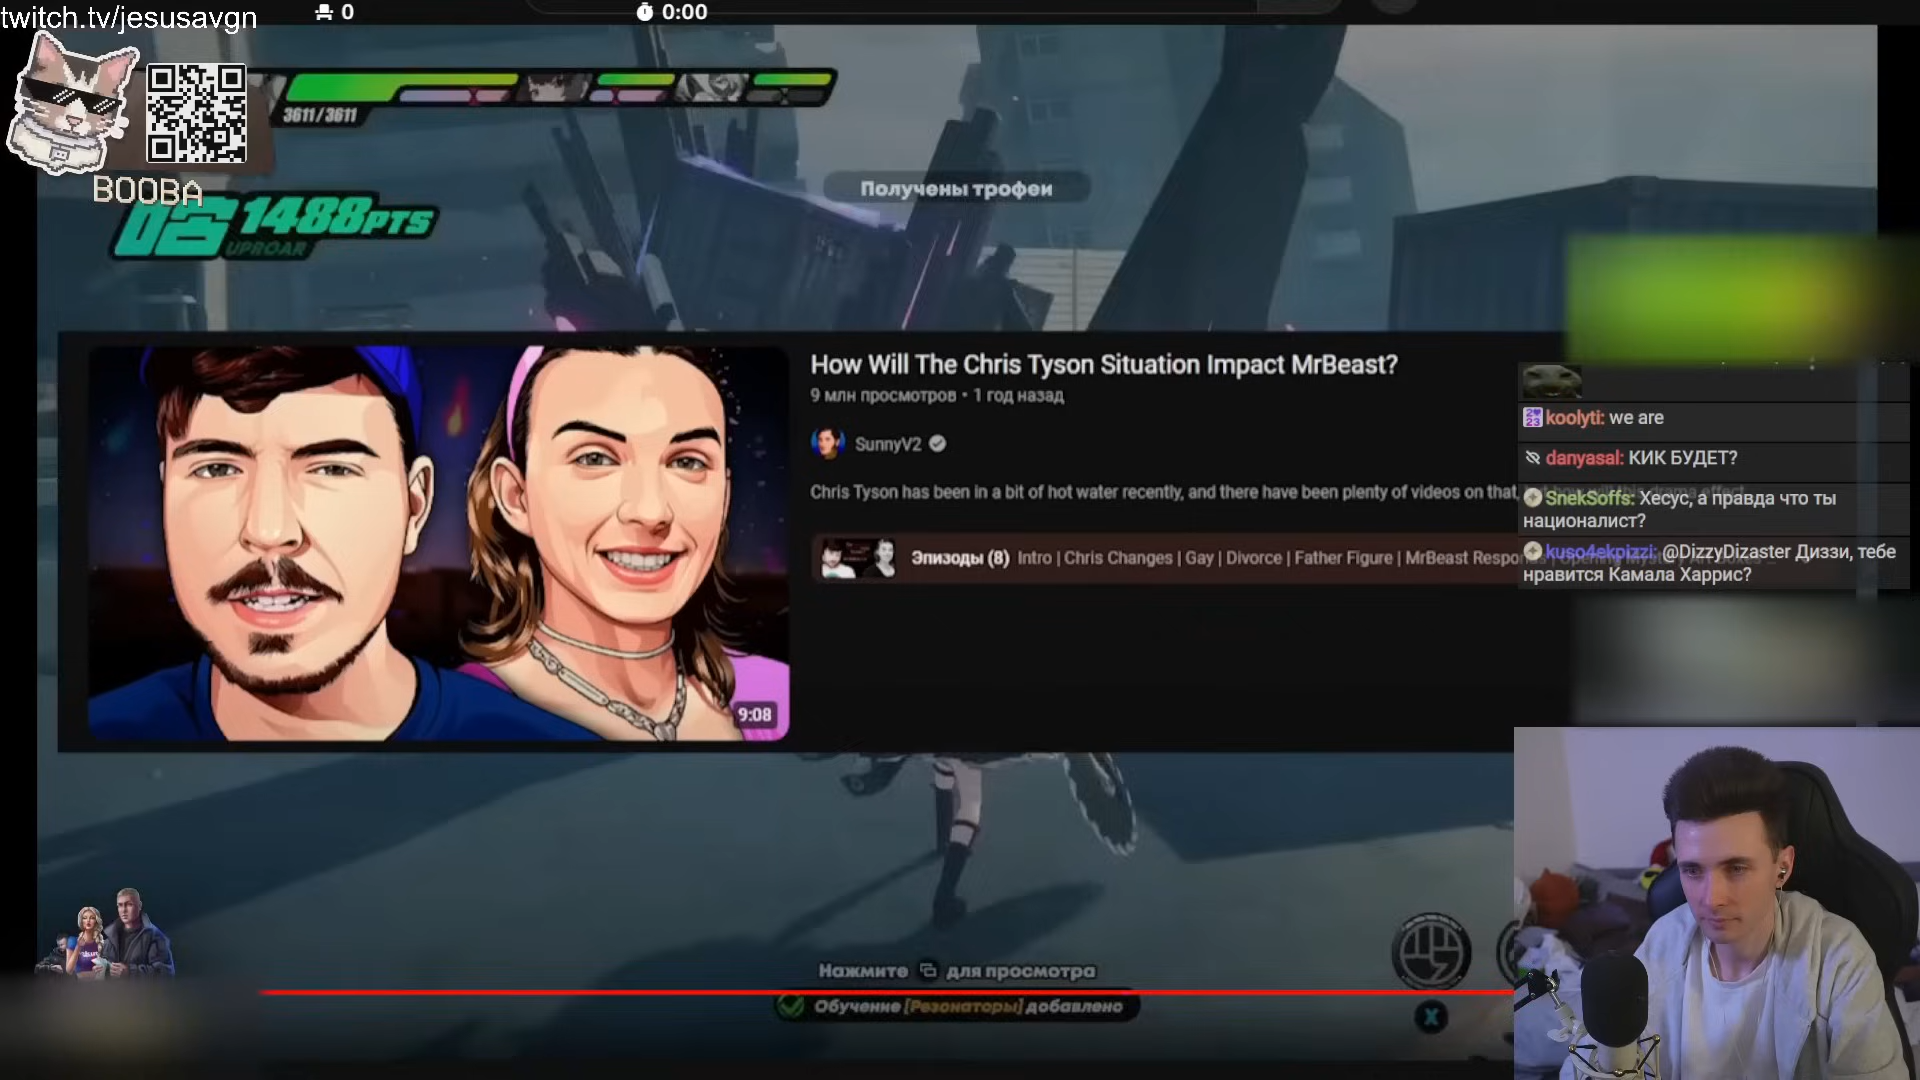 twitch.tv/jesusavgn
0
0:00
3611/3611
BOOBA
1488PTS
UPROAR
Получены трофеи
How Will The Chris Tyson Situation Impact MrBeast?
9 млн просмотров • 1 год назад
SunnyV2
Chris Tyson has been in a bit of hot water recently, and there have been plenty of videos on that,
Эпизоды (8) Intro | Chris Changes | Gay | Divorce | Father Figure | MrBeast Respo
9:08
koolyti: we are
danyasal: КИК БУДЕТ?
SnekSoffs: Хесус, а правда что ты
националист?
kuso4ekpizzi: @DizzyDizaster Диззи, тебе
нравится Камала Харрис?
Нажмите для просмотра
Обучение [Резонаторы] добавлено
X